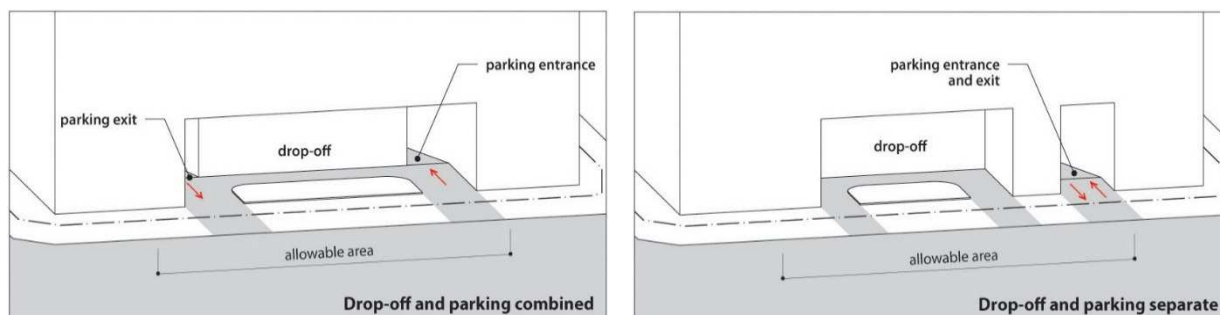 parking entrance
parking exit
drop-off
allowable area
Drop-off and parking combined
parking entrance
and exit
drop-off
allowable area
Drop-off and parking separate